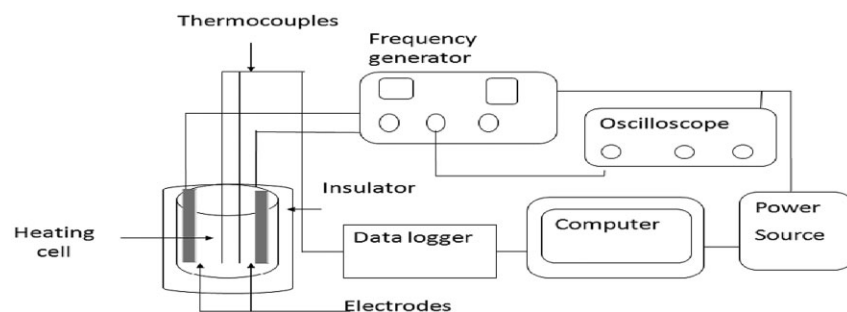 Thermocouples
Frequency
generator
Oscilloscope
Insulator
Heating
cell
Data logger
Computer
Power
Source
Electrodes